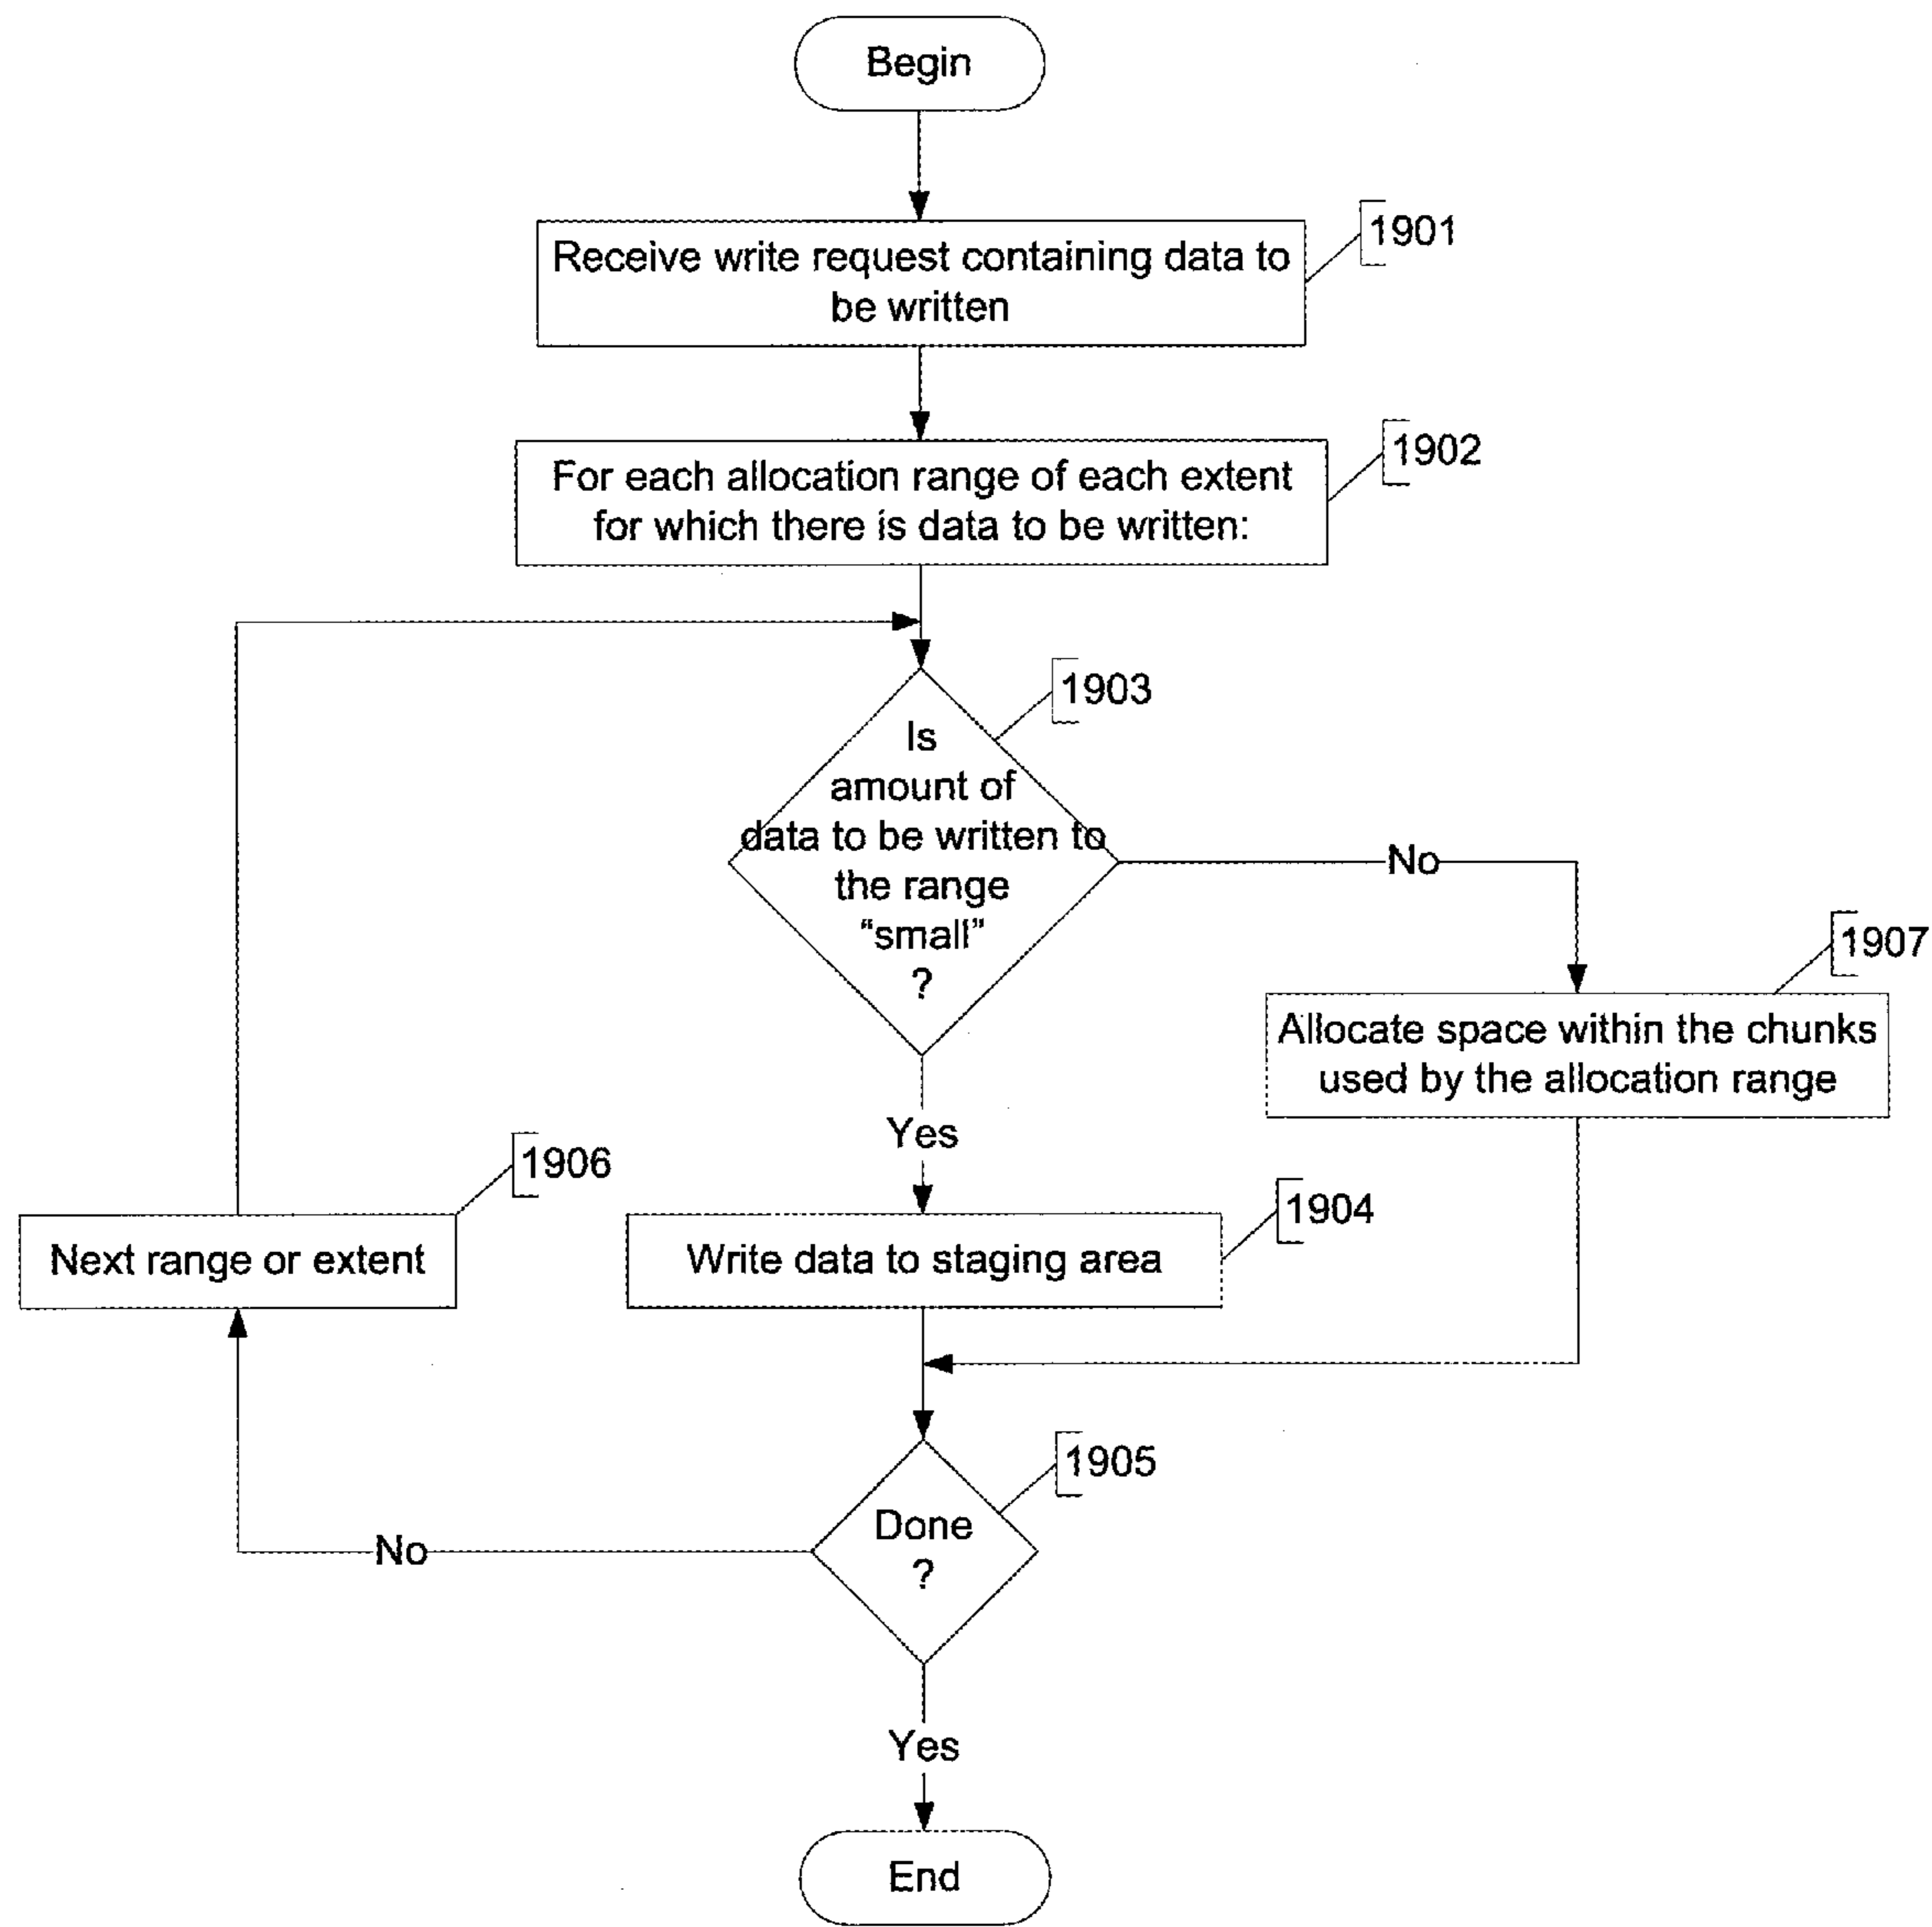 Begin
Receive write request containing data to
be written
1901
For each allocation range of each extent
for which there is data to be written:
1902
Is
amount of
data to be written to
the range
“small”
?
1903
No
Allocate space within the chunks
used by the allocation range
1907
Yes
Next range or extent
1906
Write data to staging area
1904
Done
?
1905
No
Yes
End